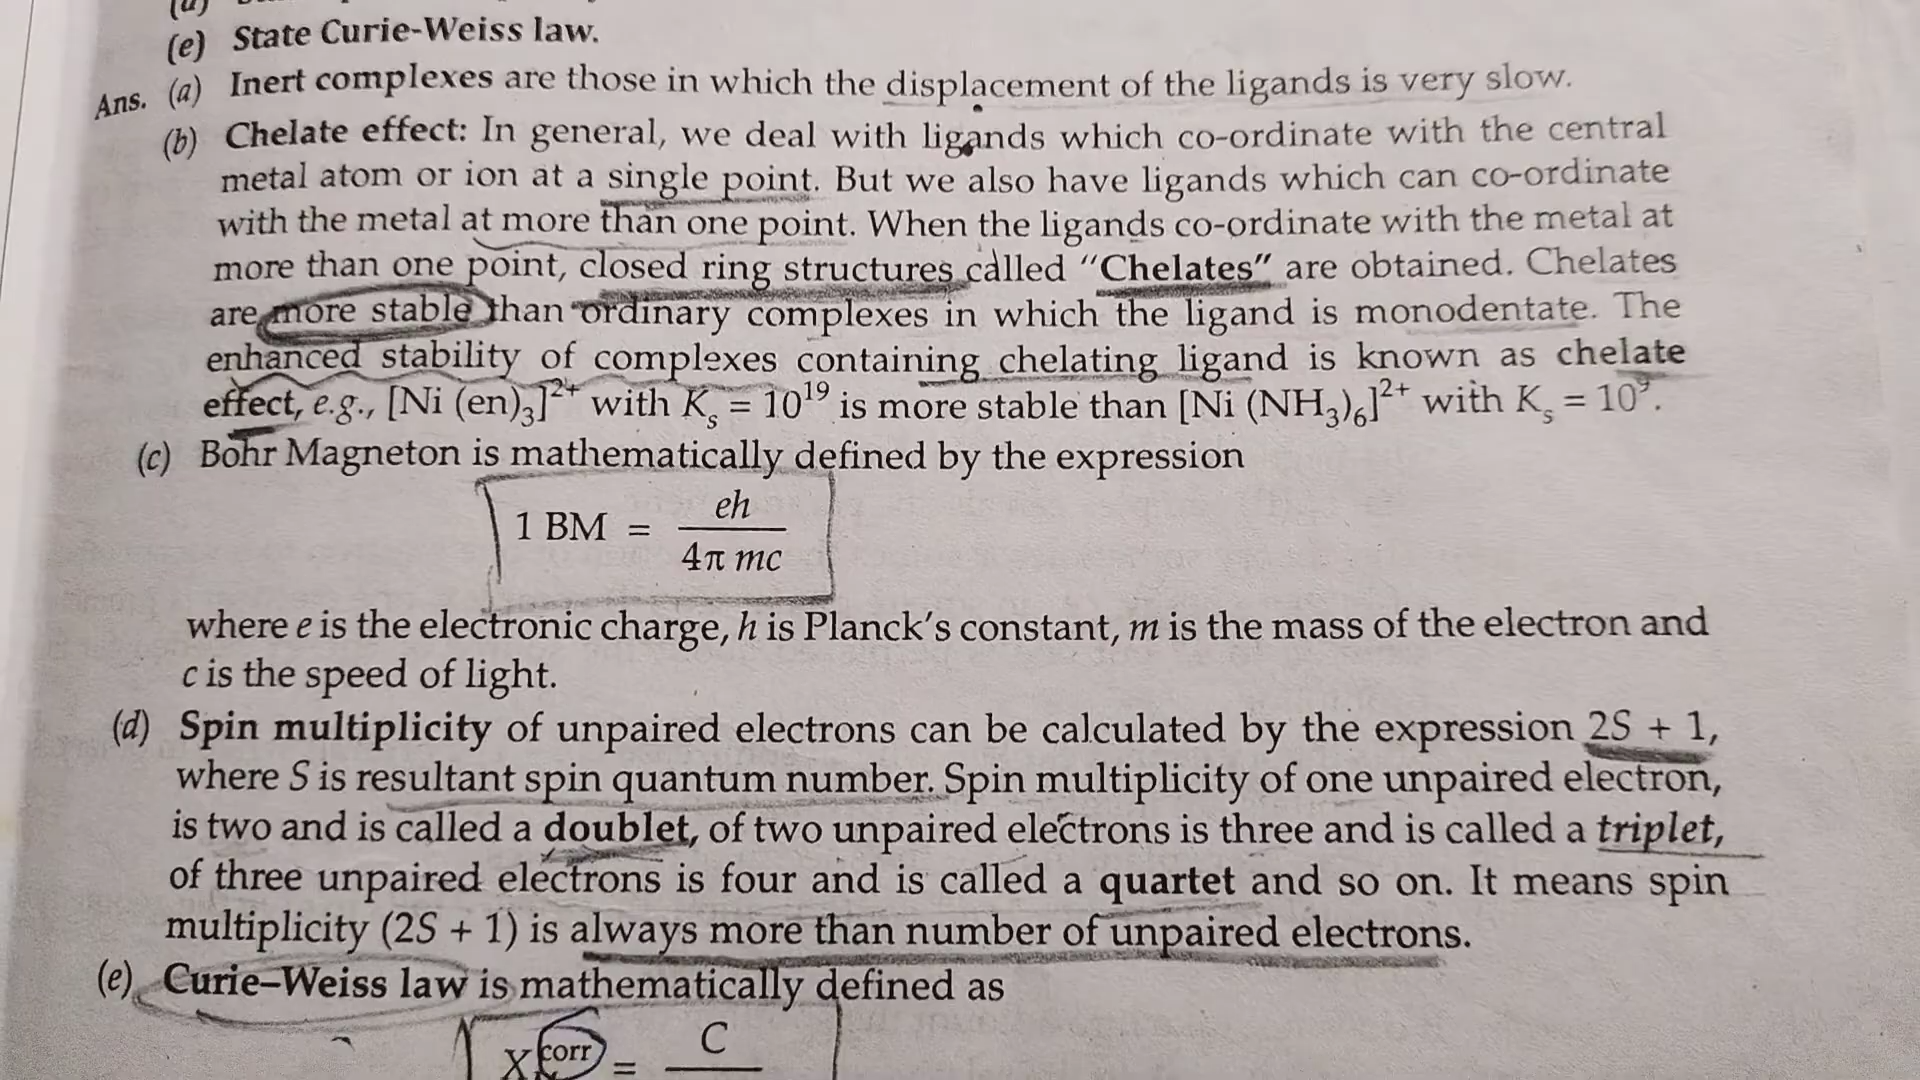 (e) State Curie-Weiss law.
Ans. (a) Inert complexes are those in which the displacement of the ligands is very slow.
(b) Chelate effect: In general, we deal with ligands which co-ordinate with the central
metal atom or ion at a single point. But we also have ligands which can co-ordinate
with the metal at more than one point. When the ligands co-ordinate with the metal at
more than one point, closed ring structures called "Chelates" are obtained. Chelates
are more stable than ordinary complexes in which the ligand is monodentate. The
enhanced stability of complexes containing chelating ligand is known as chelate
effect, e.g., [Ni (en)₃]²⁺ with Kₛ = 10¹⁹ is more stable than [Ni (NH₃)₆]²⁺ with Kₛ = 10⁹.
(c) Bohr Magneton is mathematically defined by the expression
1 BM = eh / 4π mc
where e is the electronic charge, h is Planck's constant, m is the mass of the electron and
c is the speed of light.
(d) Spin multiplicity of unpaired electrons can be calculated by the expression 2S + 1,
where S is resultant spin quantum number. Spin multiplicity of one unpaired electron,
is two and is called a doublet, of two unpaired electrons is three and is called a triplet,
of three unpaired electrons is four and is called a quartet and so on. It means spin
multiplicity (2S + 1) is always more than number of unpaired electrons.
(e) Curie–Weiss law is mathematically defined as
X corr = C